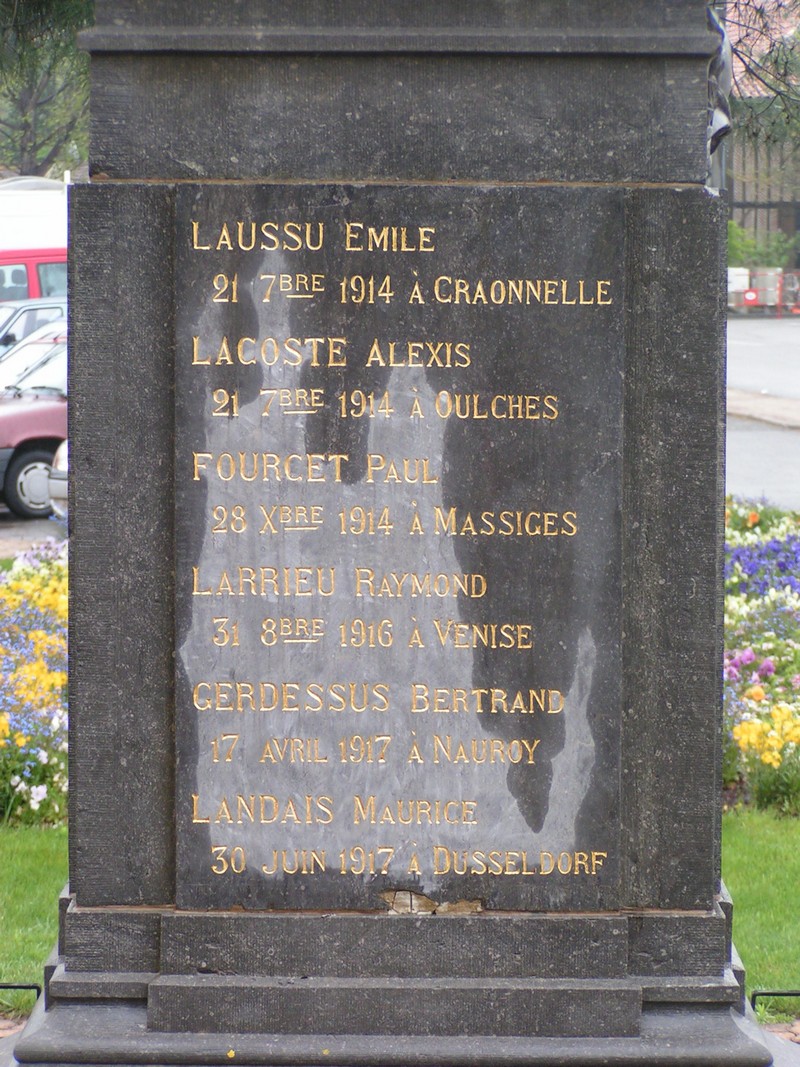 LAUSSU EMILE
21 7BRE 1914 À CRAONNELLE
LACOSTE ALEXIS
21 7BRE 1914 À OULCHES
FOURCET PAUL
28 XBRE 1914 À MASSIGES
LARRIEU RAYMOND
31 8BRE 1916 À VENISE
GERDESSUS BERTRAND
17 AVRIL 1917 À NAUROY
LANDAIS MAURICE
30 JUIN 1917 À DUSSELDORF